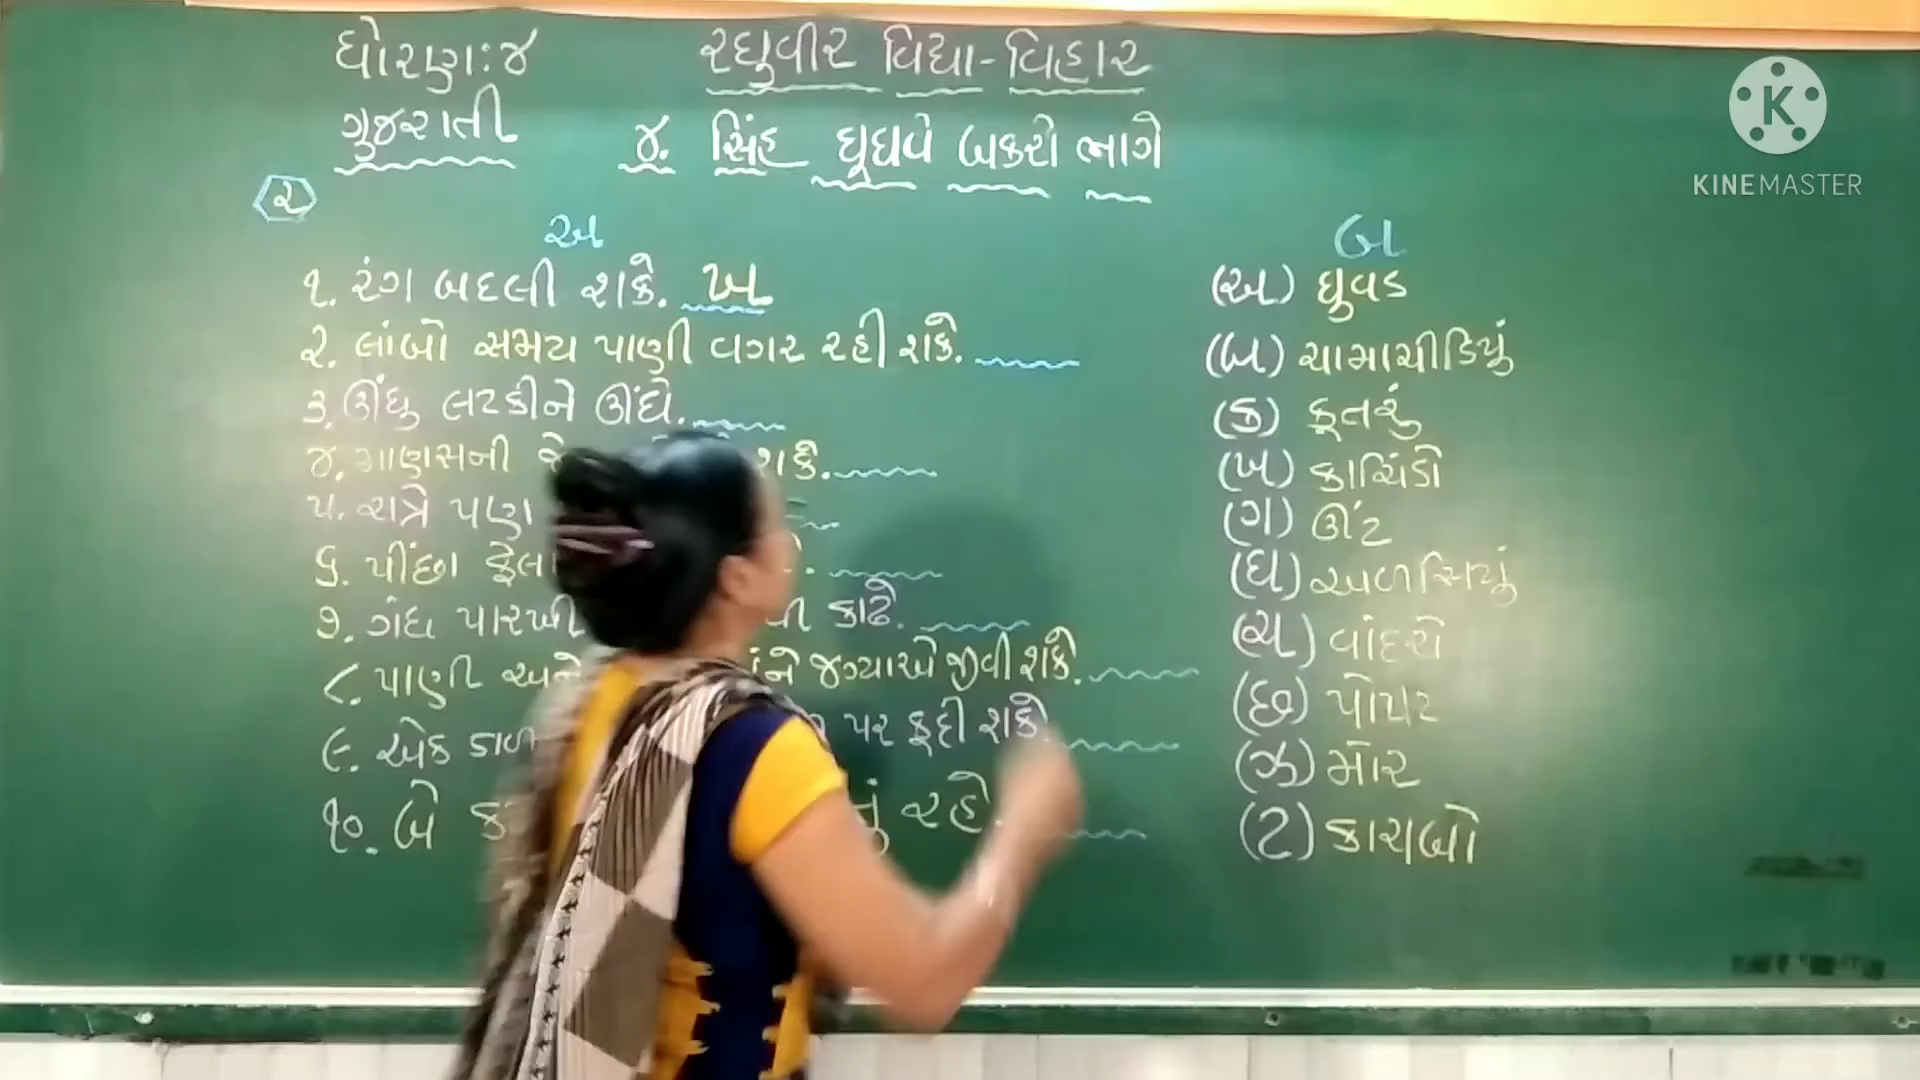 ધોરણ:૪ રઘુવીર વિદ્યા-વિહાર
ગુજરાતી ૪. સિંહ ઘૂઘવે બકરો ભાગે
૨
અ બ
૧. રંગ બદલી શકે. ખ (અ) ઘુવડ
૨. લાંબો સમય પાણી વગર રહી શકે. (બ) ચામાચીડિયું
૩. ઊંધુ લટકીને ઊંઘે. (ક) કૂતરું
૪. માણસની શકે. (ખ) કાચિંડો
૫. રાત્રે પણ (ગ) ઊંટ
૬. પીંછા (ઘ) અળસિયું
૭. ગંધ પારખી કાઢે. (ચ) વાંદરો
૮. પાણી અને જગ્યાએ જીવી શકે. (છ) પોપટ
૯. એક પર કૂદી શકે. (ઝ) મોર
૧૦. બે રહે. (ટ) કાચબો
KINEMASTER